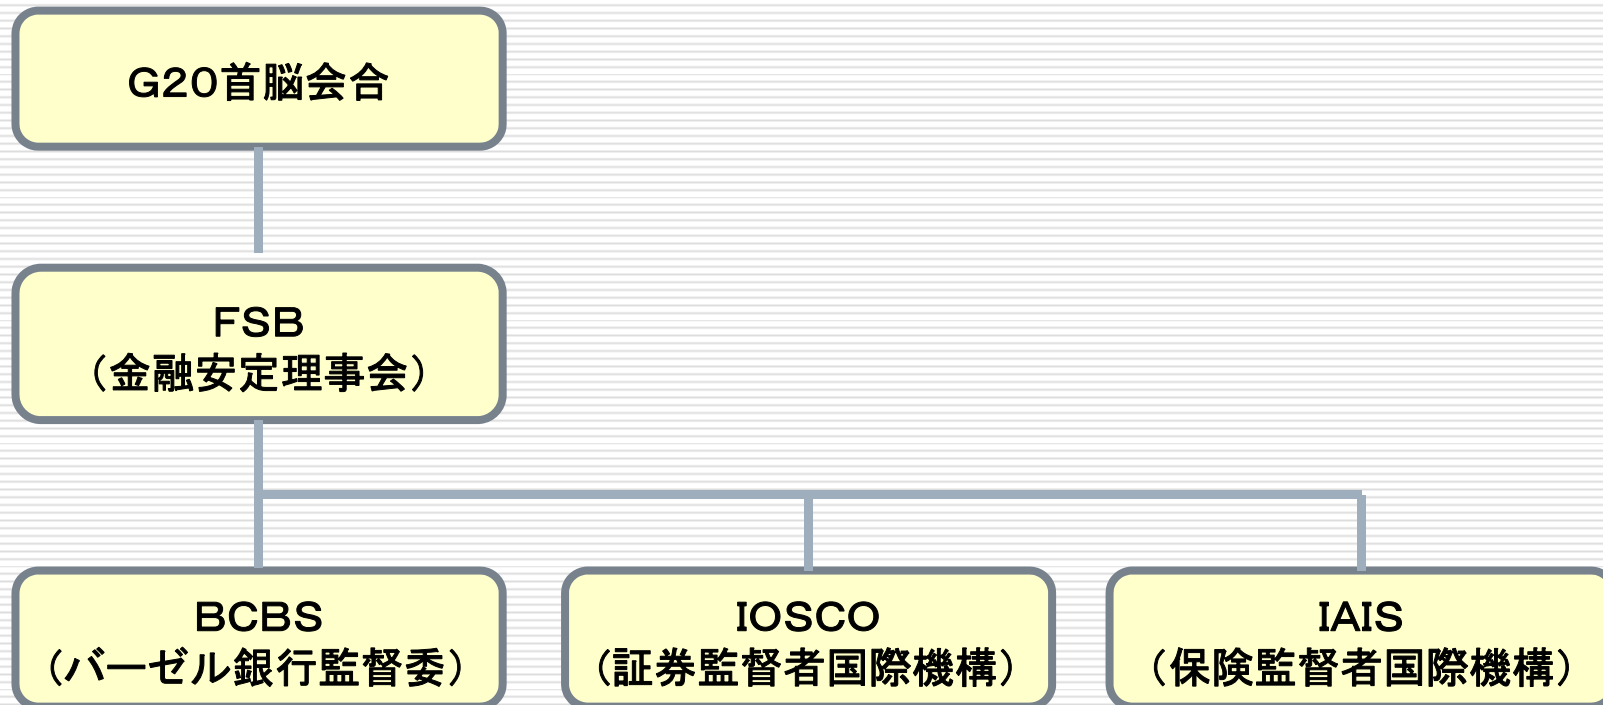 G20首脳会合
FSB
（金融安定理事会）
BCBS
（バーゼル銀行監督委）
IOSCO
（証券監督者国際機構）
IAIS
（保険監督者国際機構）